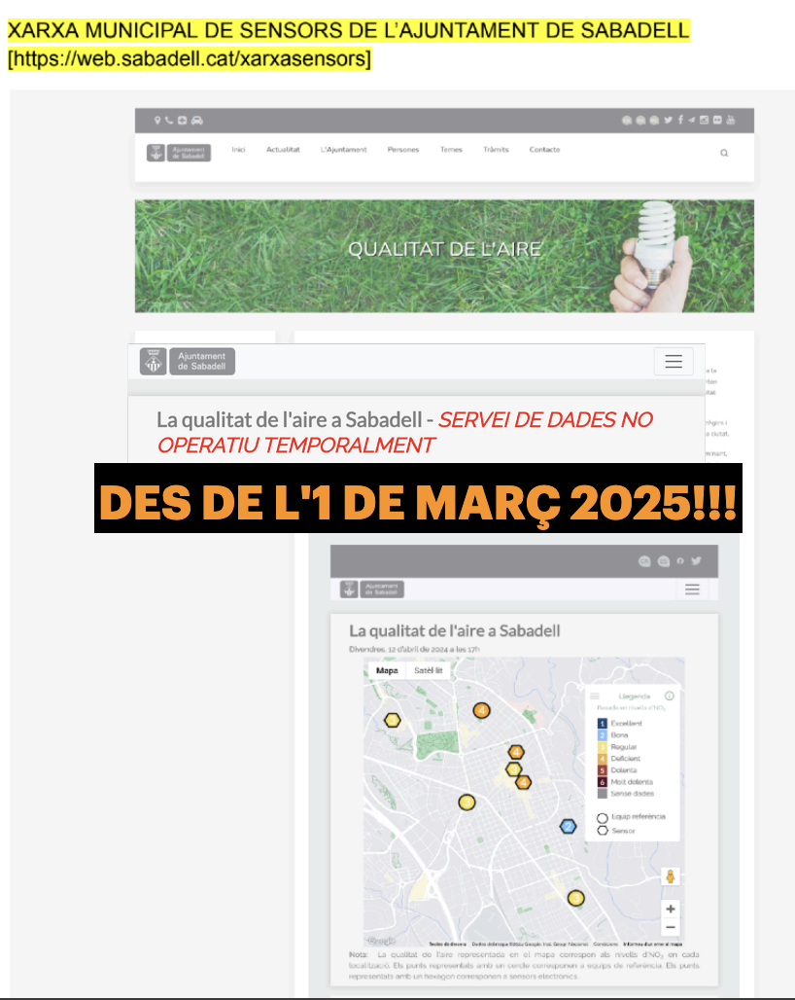 XARXA MUNICIPAL DE SENSORS DE L'AJUNTAMENT DE SABADELL
[https://web.sabadell.cat/xarxasensors]
Ajuntament
de Sabadell
Inici Actualitat L'Ajuntament Persones Temes Tràmits Contacte
QUALITAT DE L'AIRE
Ajuntament
de Sabadell
La qualitat de l'aire a Sabadell - SERVEI DE DADES NO
OPERATIU TEMPORALMENT
DES DE L'1 DE MARÇ 2025!!!
Ajuntament
de Sabadell
La qualitat de l'aire a Sabadell
Divendres, 12 d'abril de 2024 a les 17h
Mapa Satèl·lit
Llegenda
Basada en nivells d'NO₂
1 Excel·lent
2 Bona
3 Regular
4 Deficient
5 Dolenta
6 Molt dolenta
Sense dades
Equip referència
Sensor
3
4
4
3
4
3
2
3
Google
Tecles de drecera Dades del mapa ©2024 Google, Inst. Geogr. Nacional Condicions Informeu d'un error al mapa
Nota: La qualitat de l'aire representada en el mapa correspon als nivells d'NO₂ en cada
localització. Els punts representats amb un cercle corresponen a equips de referència. Els punts
representats amb un hexàgon corresponen a sensors electrònics.